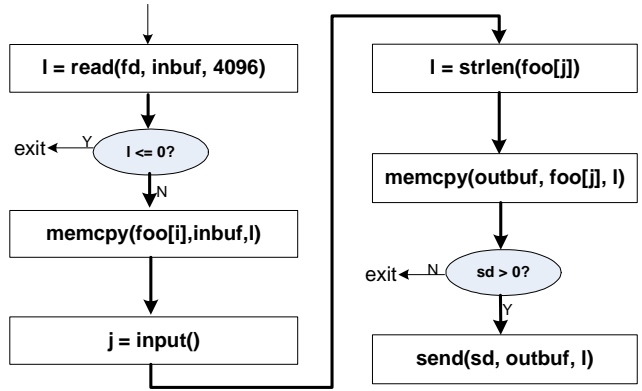 l = read(fd, inbuf, 4096)
exit
Y
l <= 0?
N
memcpy(foo[i],inbuf,l)
j = input()
l = strlen(foo[j])
memcpy(outbuf, foo[j], l)
exit
N
sd > 0?
Y
send(sd, outbuf, l)